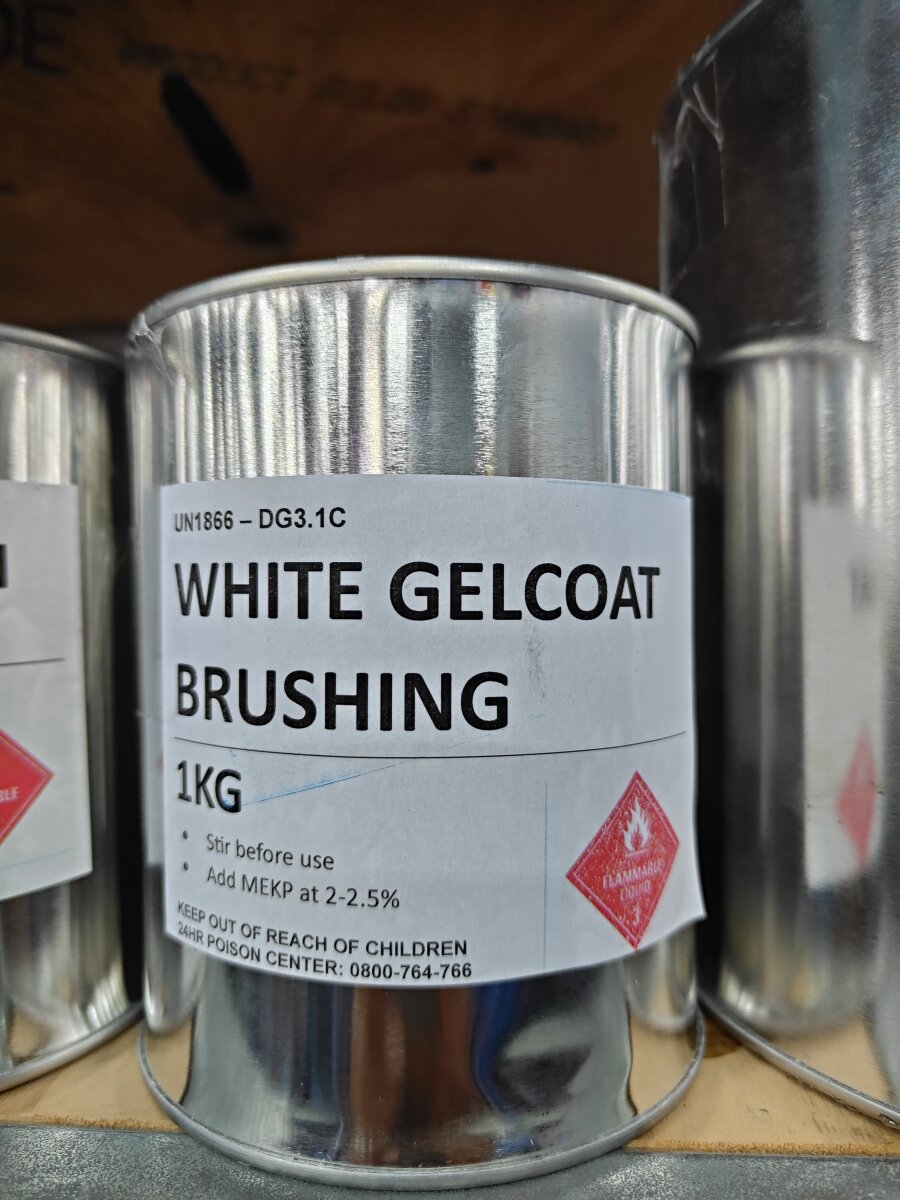 PRODUCT
UN1866 – DG3.1C
WHITE GELCOAT
BRUSHING
1KG
• Stir before use
• Add MEKP at 2-2.5%
KEEP OUT OF REACH OF CHILDREN
24HR POISON CENTER: 0800-764-766
FLAMMABLE
LIQUID
3